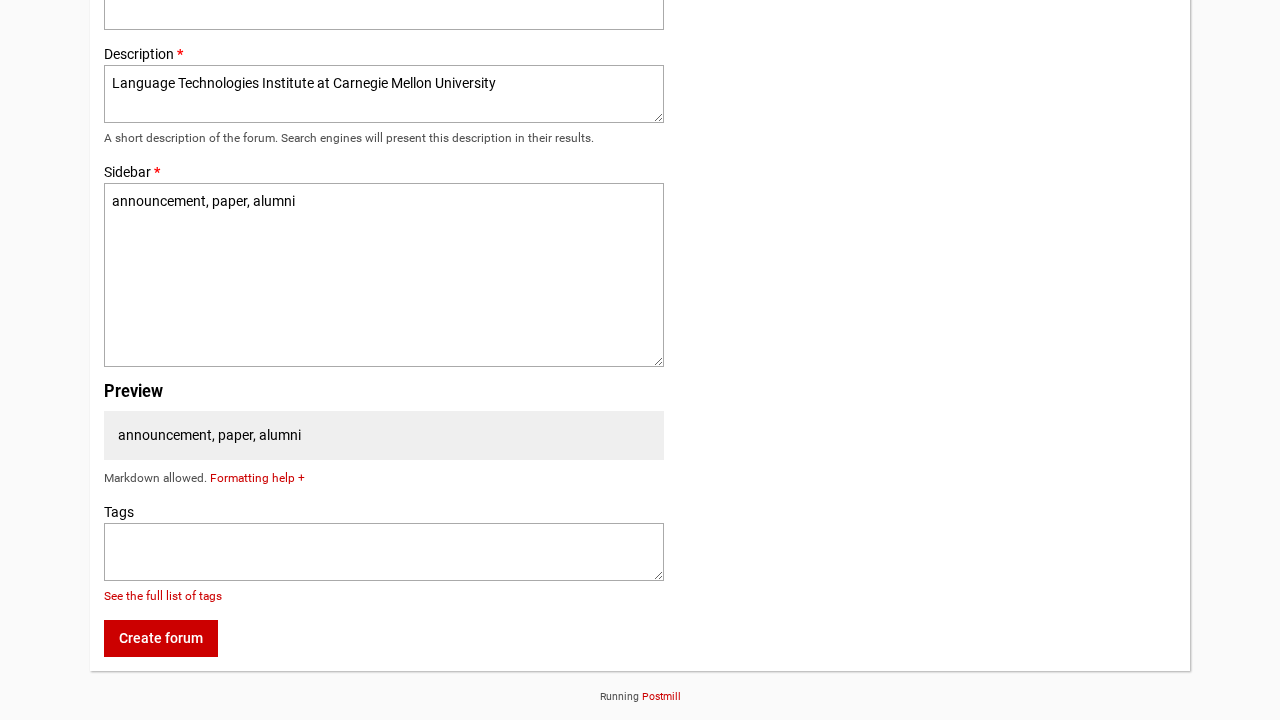 Description *
Language Technologies Institute at Carnegie Mellon University
A short description of the forum. Search engines will present this description in their results.
Sidebar *
announcement, paper, alumni
Preview
announcement, paper, alumni
Markdown allowed. Formatting help +
Tags
See the full list of tags
Create forum
Running Postmill